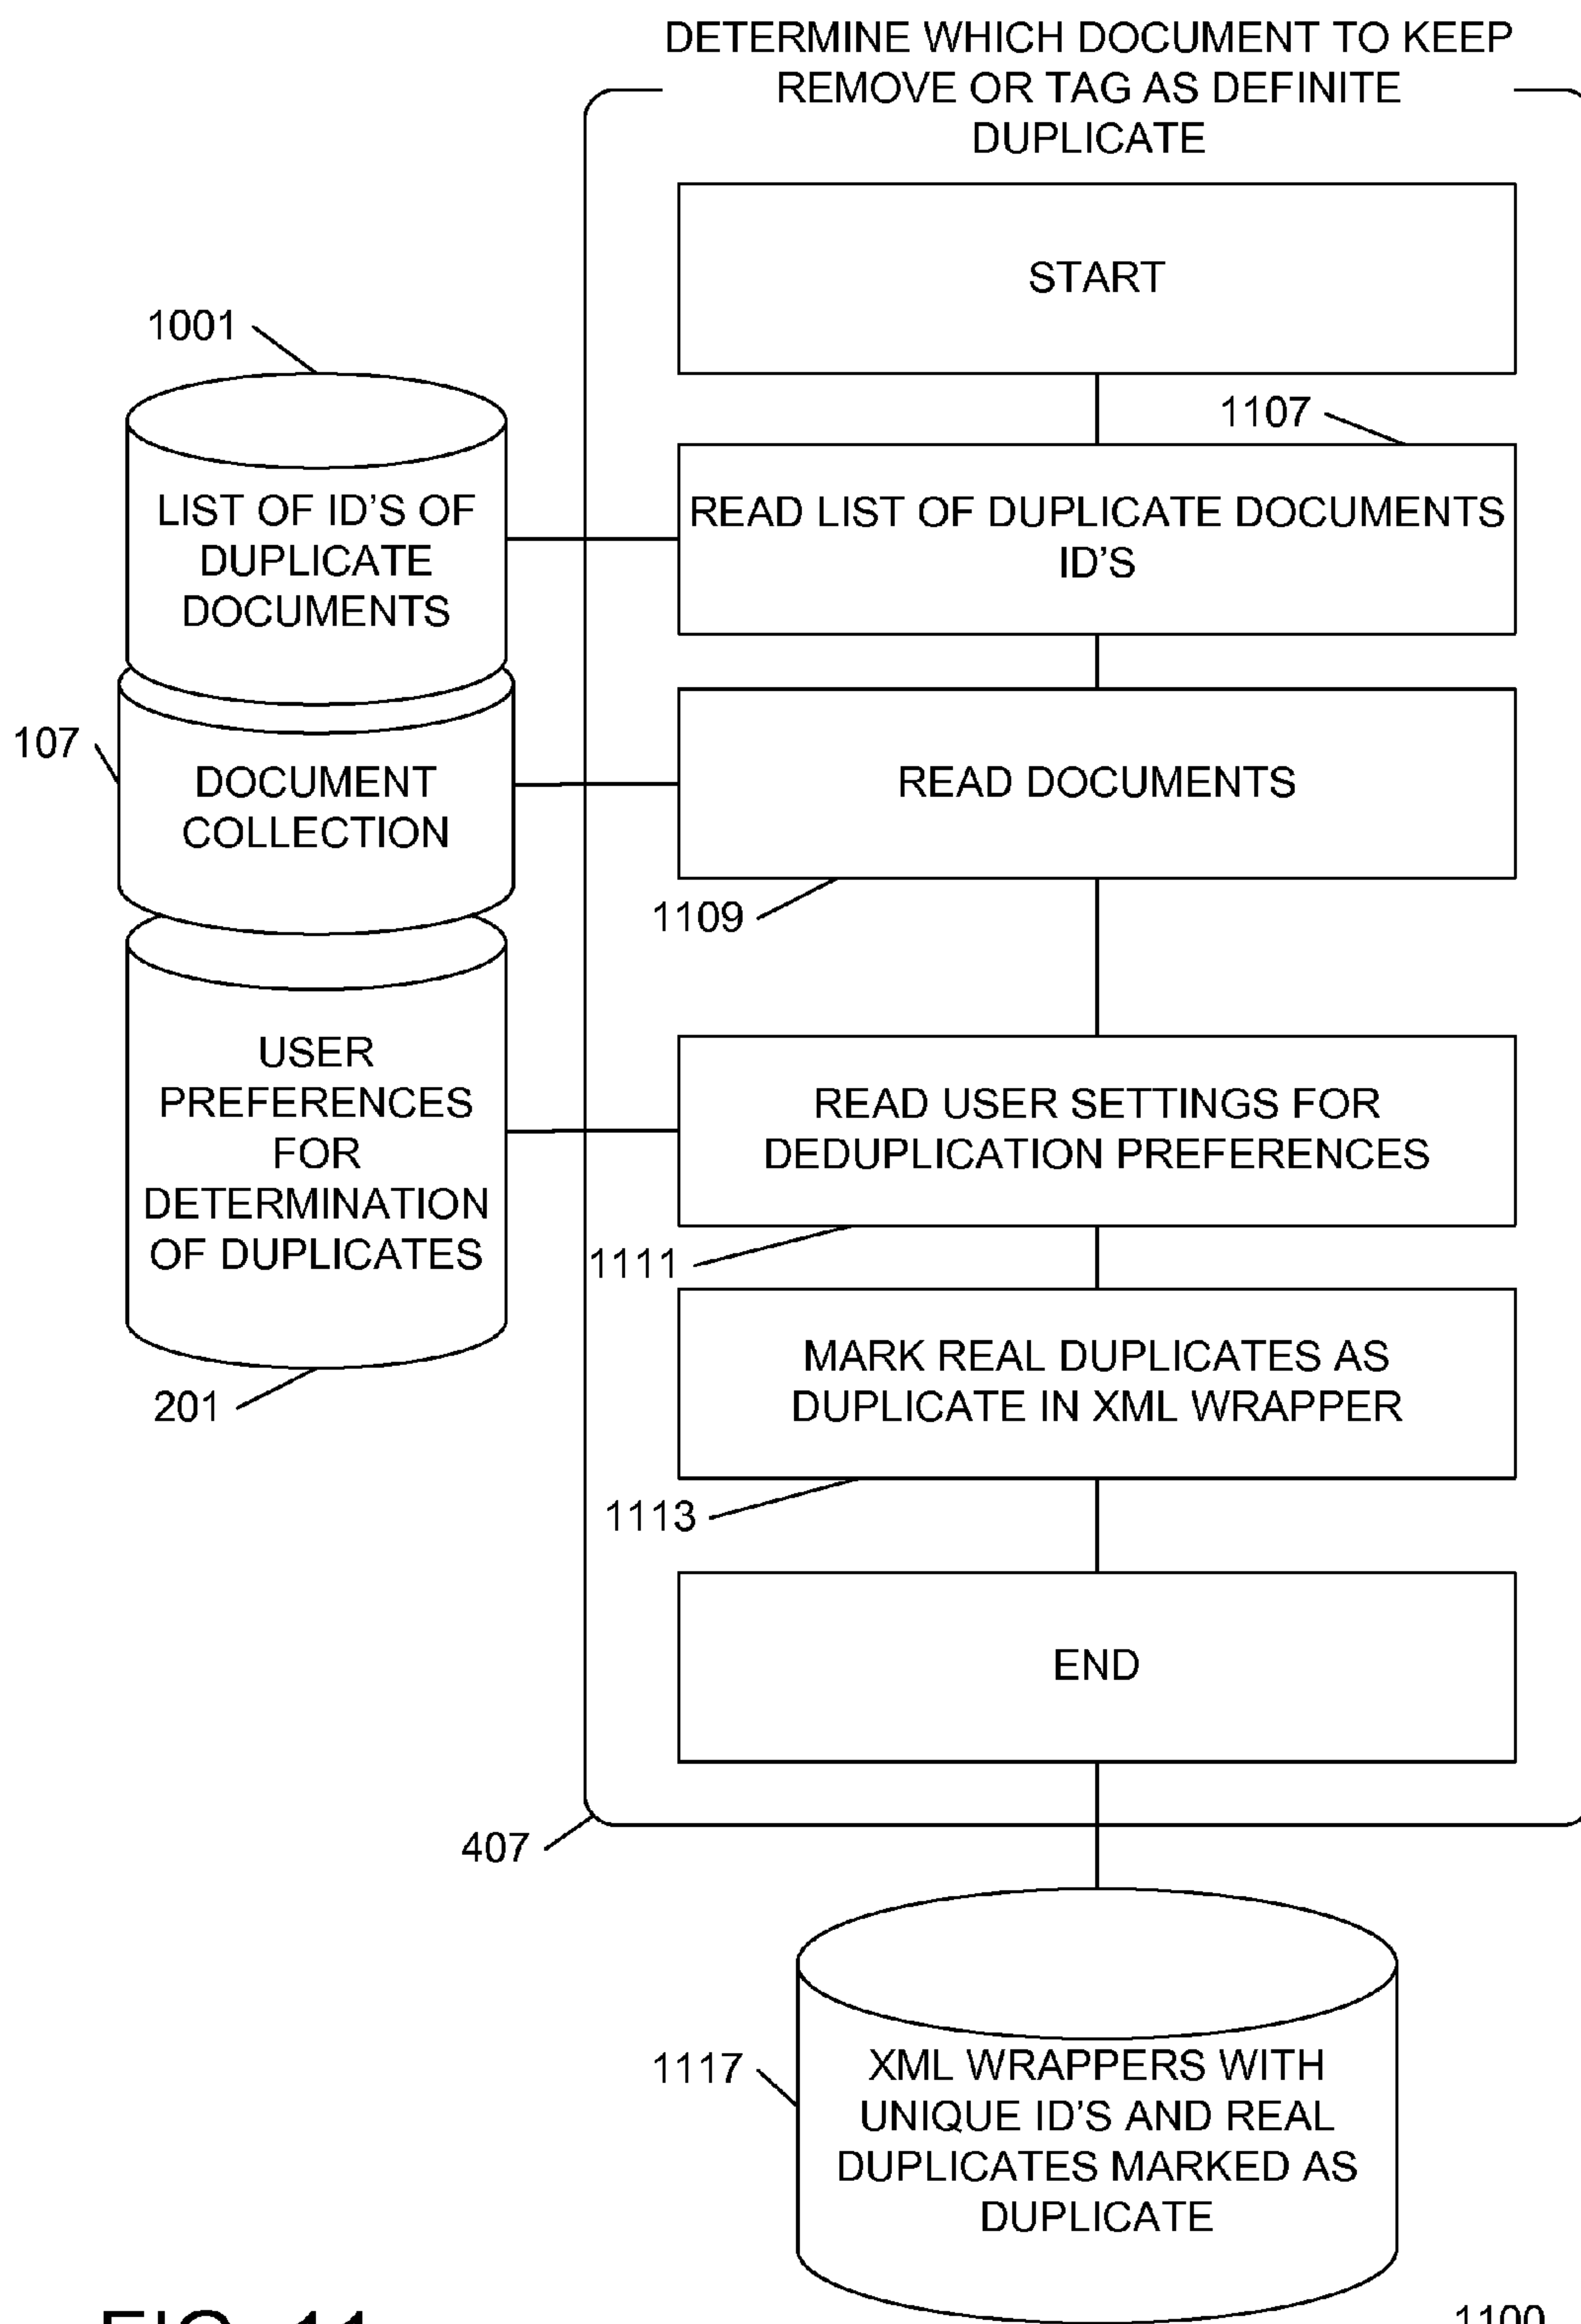 DETERMINE WHICH DOCUMENT TO KEEP
REMOVE OR TAG AS DEFINITE
DUPLICATE
START
1001
1107
LIST OF ID'S OF
DUPLICATE
DOCUMENTS
READ LIST OF DUPLICATE DOCUMENTS
ID'S
107
DOCUMENT
COLLECTION
READ DOCUMENTS
1109
USER
PREFERENCES
FOR
DETERMINATION
OF DUPLICATES
READ USER SETTINGS FOR
DEDUPLICATION PREFERENCES
1111
201
MARK REAL DUPLICATES AS
DUPLICATE IN XML WRAPPER
1113
END
407
1117
XML WRAPPERS WITH
UNIQUE ID'S AND REAL
DUPLICATES MARKED AS
DUPLICATE
FIG. 11
1100